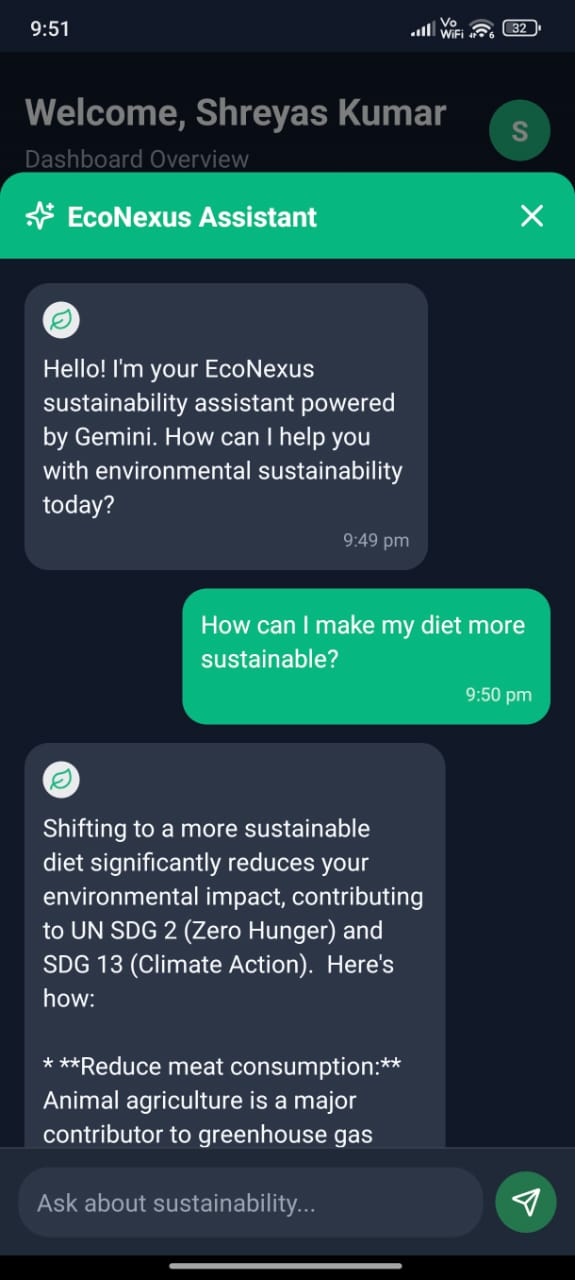 9:51
Vo
WiFi
6
32
Welcome, Shreyas Kumar
S
Dashboard Overview
EcoNexus Assistant
Hello! I'm your EcoNexus
sustainability assistant powered
by Gemini. How can I help you
with environmental sustainability
today?
9:49 pm
How can I make my diet more
sustainable?
9:50 pm
Shifting to a more sustainable
diet significantly reduces your
environmental impact, contributing
to UN SDG 2 (Zero Hunger) and
SDG 13 (Climate Action).  Here's
how:
* **Reduce meat consumption:**
Animal agriculture is a major
contributor to greenhouse gas
Ask about sustainability...